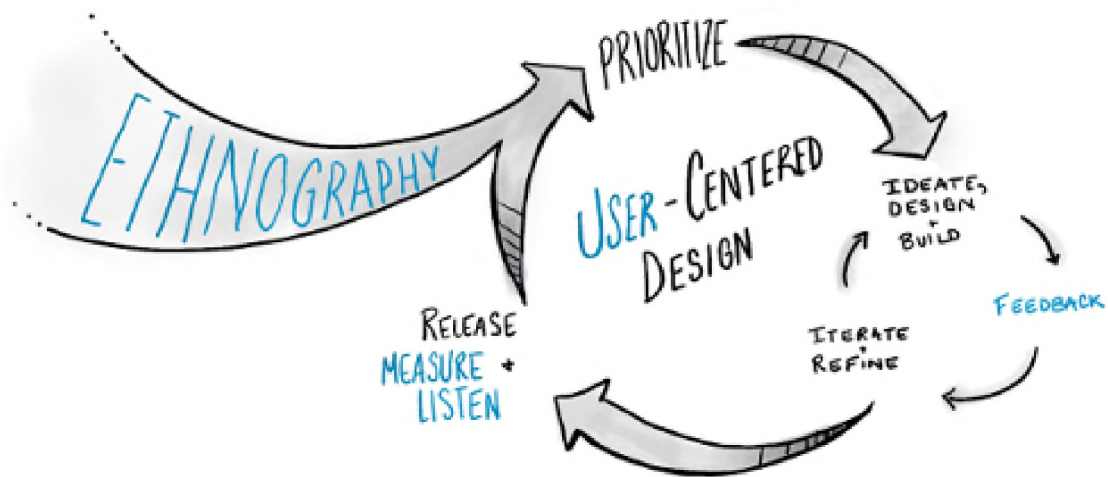 ETHNOGRAPHY
PRIORITIZE
USER-CENTERED
DESIGN
IDEATE,
DESIGN
+
BUILD
FEEDBACK
ITERATE
+
REFINE
RELEASE
MEASURE +
LISTEN